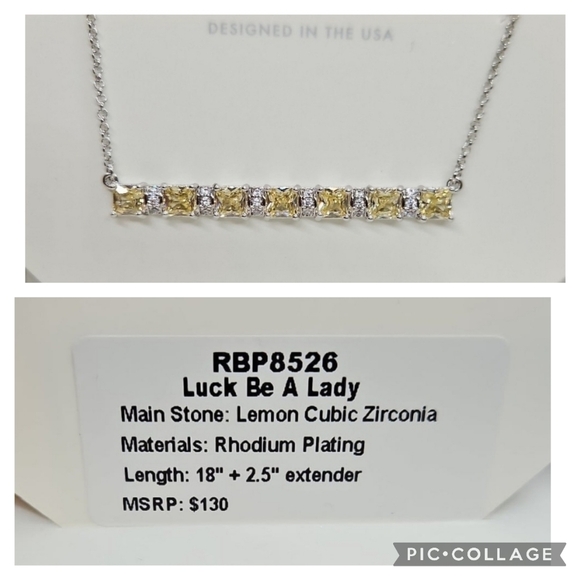 DESIGNED IN THE USA
RBP8526
Luck Be A Lady
Main Stone: Lemon Cubic Zirconia
Materials: Rhodium Plating
Length: 18" + 2.5" extender
MSRP: $130
PIC•COLLAGE